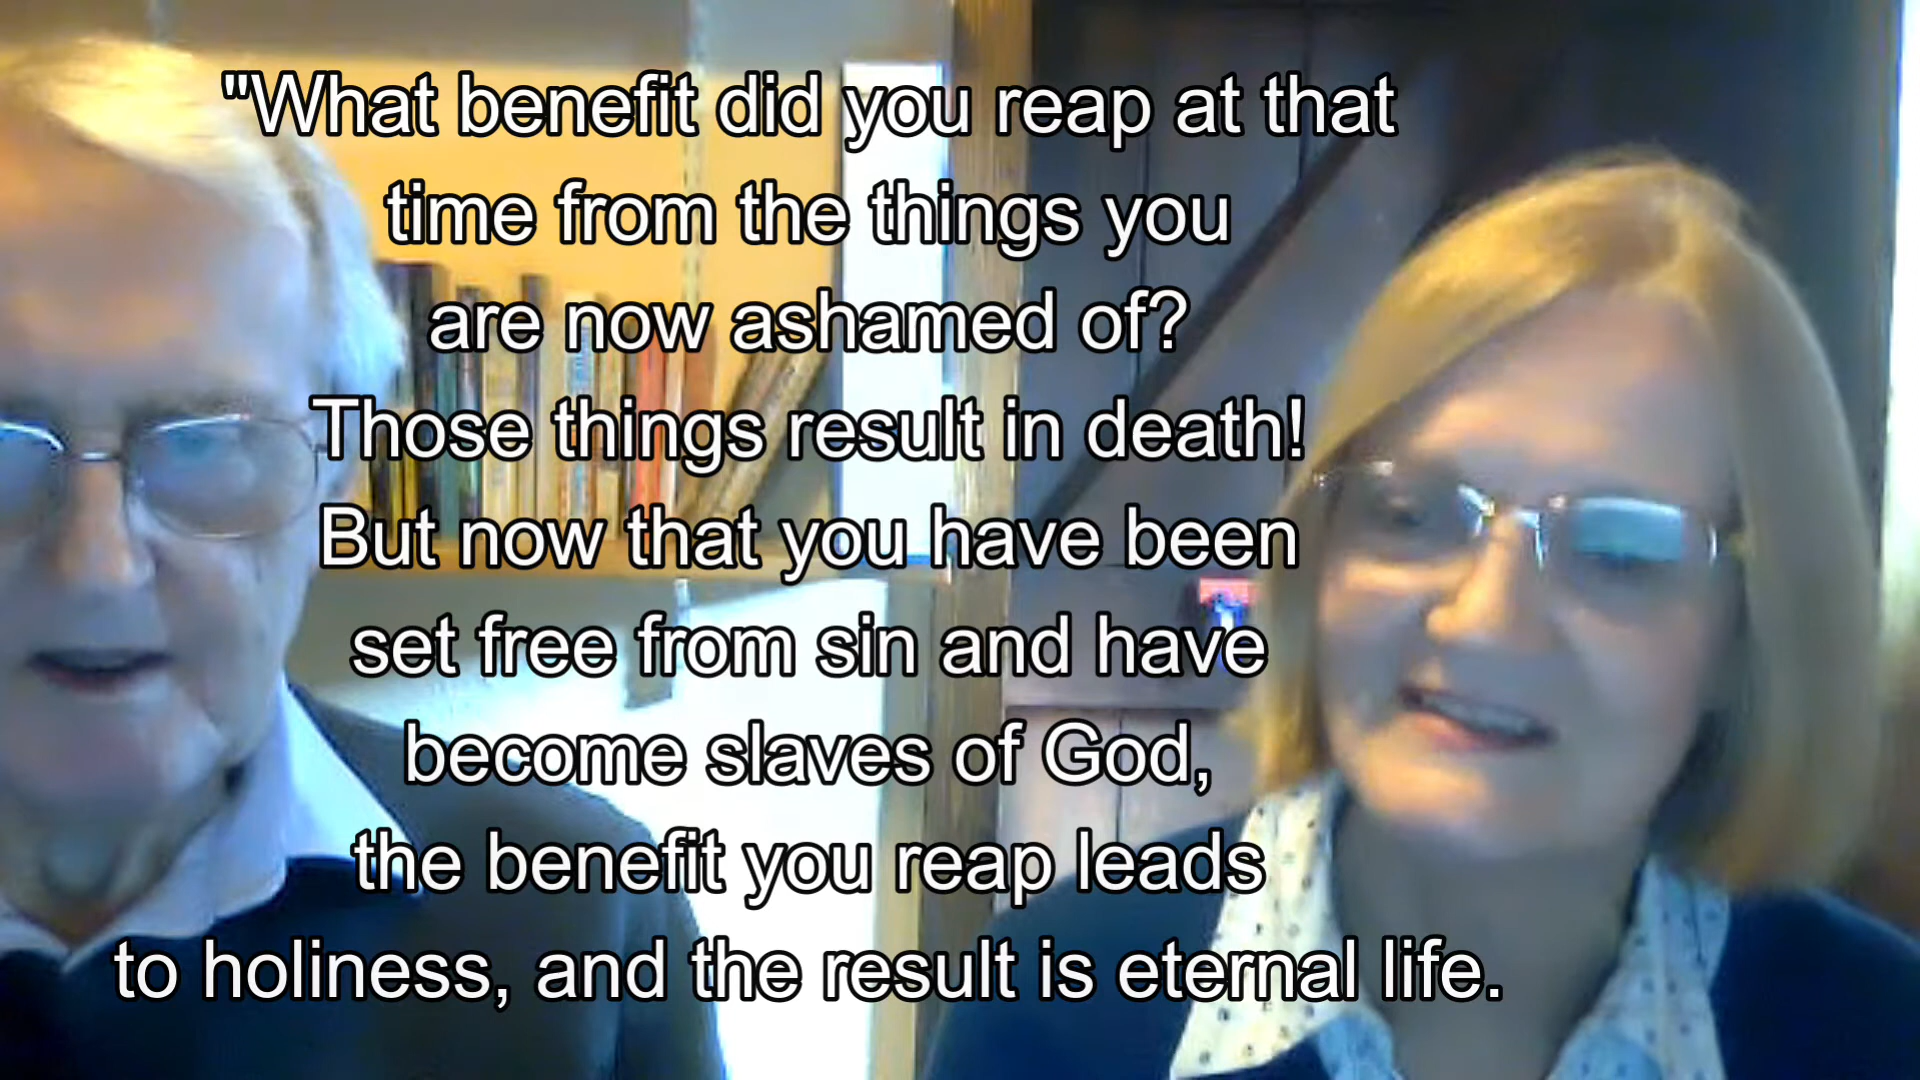 "What benefit did you reap at that
time from the things you
are now ashamed of?
Those things result in death!
But now that you have been
set free from sin and have
become slaves of God,
the benefit you reap leads
to holiness, and the result is eternal life.